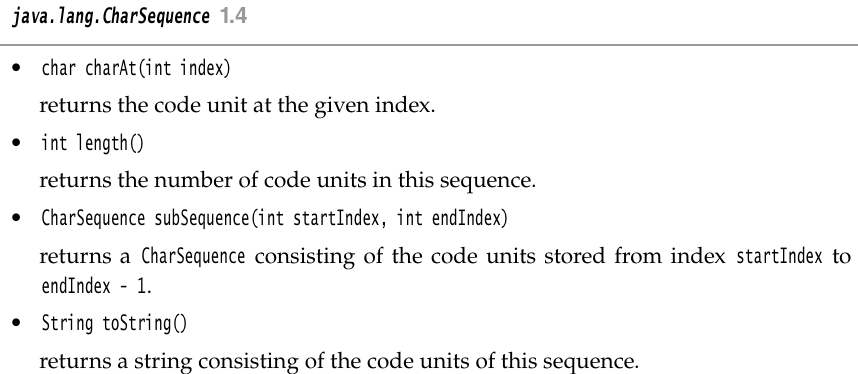 java.lang.CharSequence 1.4
• char charAt(int index)
returns the code unit at the given index.
• int length()
returns the number of code units in this sequence.
• CharSequence subSequence(int startIndex, int endIndex)
returns a CharSequence consisting of the code units stored from index startIndex to
endIndex - 1.
• String toString()
returns a string consisting of the code units of this sequence.